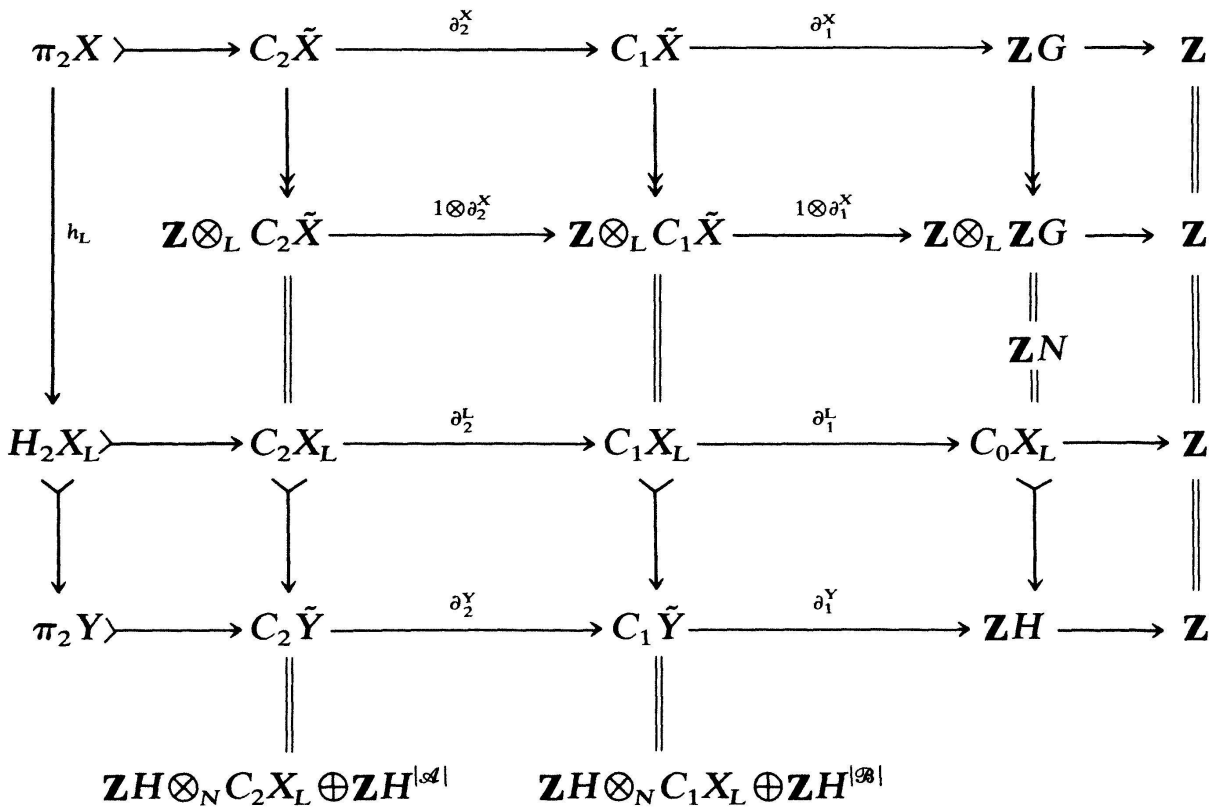 π₂X C₂X̃ ∂₂ˣ C₁X̃ ∂₁ˣ ZG Z
h_L Z⊗_L C₂X̃ 1⊗∂₂ˣ Z⊗_L C₁X̃ 1⊗∂₁ˣ Z⊗_L ZG Z
ZN
H₂X_L C₂X_L ∂₂ᴸ C₁X_L ∂₁ᴸ C₀X_L Z
π₂Y C₂Ỹ ∂₂ʸ C₁Ỹ ∂₁ʸ ZH Z
ZH⊗_N C₂X_L⊕ZH^|𝒜| ZH⊗_N C₁X_L⊕ZH^|ℬ|